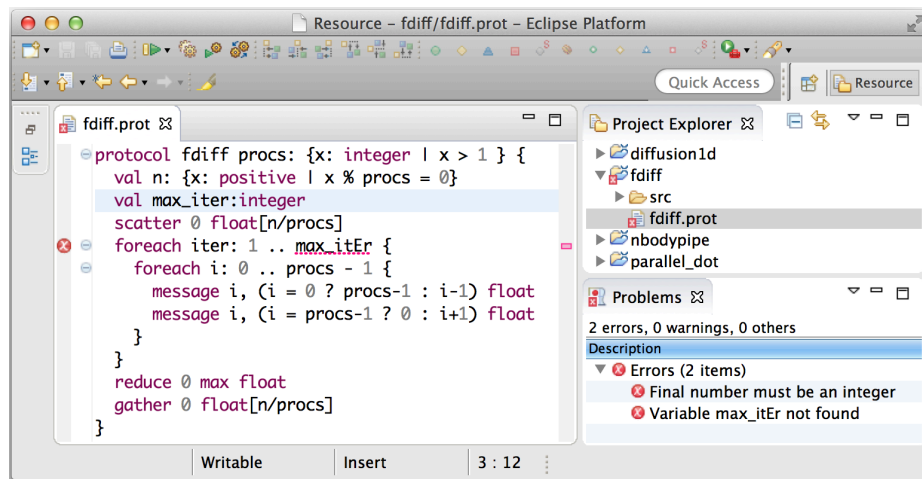 Resource – fdiff/fdiff.prot – Eclipse Platform
Quick Access
Resource
fdiff.prot
protocol fdiff procs: {x: integer | x > 1 } {
val n: {x: positive | x % procs = 0}
val max_iter:integer
scatter 0 float[n/procs]
foreach iter: 1 .. max_itEr {
foreach i: 0 .. procs - 1 {
message i, (i = 0 ? procs-1 : i-1) float
message i, (i = procs-1 ? 0 : i+1) float
}
}
reduce 0 max float
gather 0 float[n/procs]
}
Project Explorer
diffusion1d
fdiff
src
fdiff.prot
nbodypipe
parallel_dot
Problems
2 errors, 0 warnings, 0 others
Description
Errors (2 items)
Final number must be an integer
Variable max_itEr not found
Writable
Insert
3 : 12